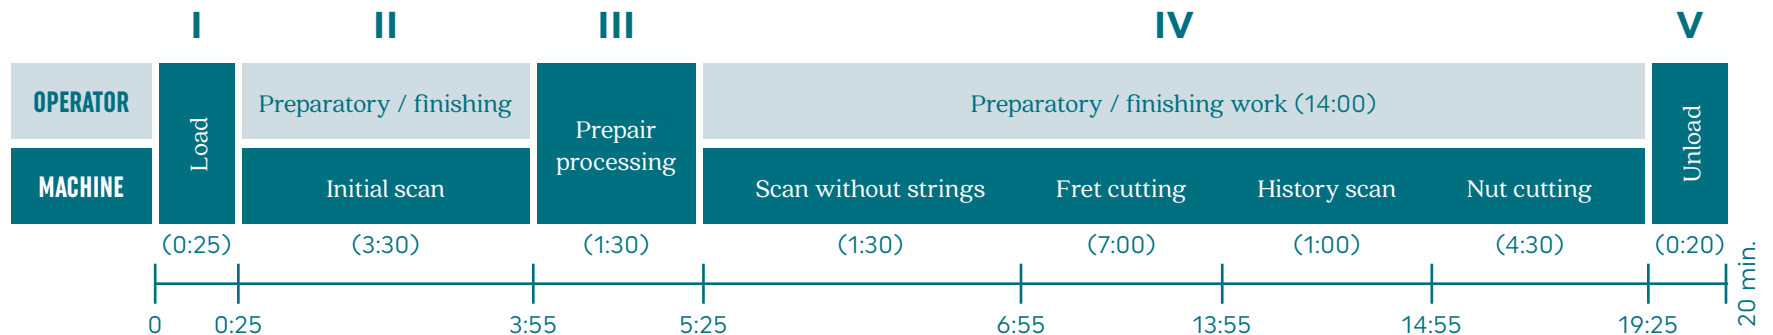 I II III IV V
OPERATOR
Load
Preparatory / finishing
Prepair
processing
Preparatory / finishing work (14:00)
Unload
MACHINE
Initial scan
Scan without strings
Fret cutting
History scan
Nut cutting
(0:25) (3:30) (1:30) (1:30) (7:00) (1:00) (4:30) (0:20)
0 0:25 3:55 5:25 6:55 13:55 14:55 19:25
20 min.